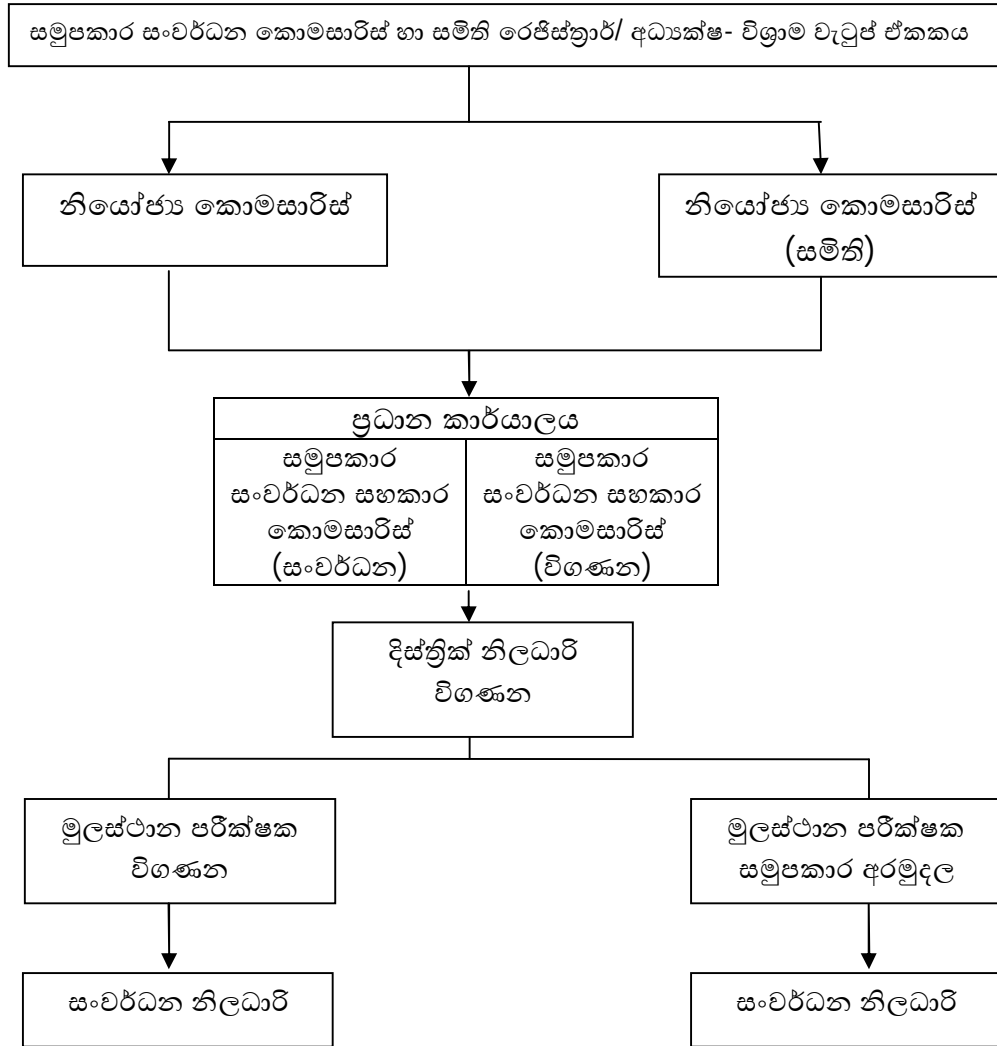 සමුපකාර සංවර්ධන කොමසාරිස් හා සමිති රෙජිස්ත්‍රාර්/ අධ්‍යක්ෂ- විශ්‍රාම වැටුප් ඒකකය
නියෝජ්‍ය කොමසාරිස්
නියෝජ්‍ය කොමසාරිස්
(සමිති)
ප්‍රධාන කාර්යාලය
සමුපකාර
සංවර්ධන සහකාර
කොමසාරිස්
(සංවර්ධන)
සමුපකාර
සංවර්ධන සහකාර
කොමසාරිස්
(විගණන)
දිස්ත්‍රික් නිලධාරි
විගණන
මුලස්ථාන පරීක්ෂක
විගණන
මුලස්ථාන පරීක්ෂක
සමුපකාර අරමුදල
සංවර්ධන නිලධාරි
සංවර්ධන නිලධාරි